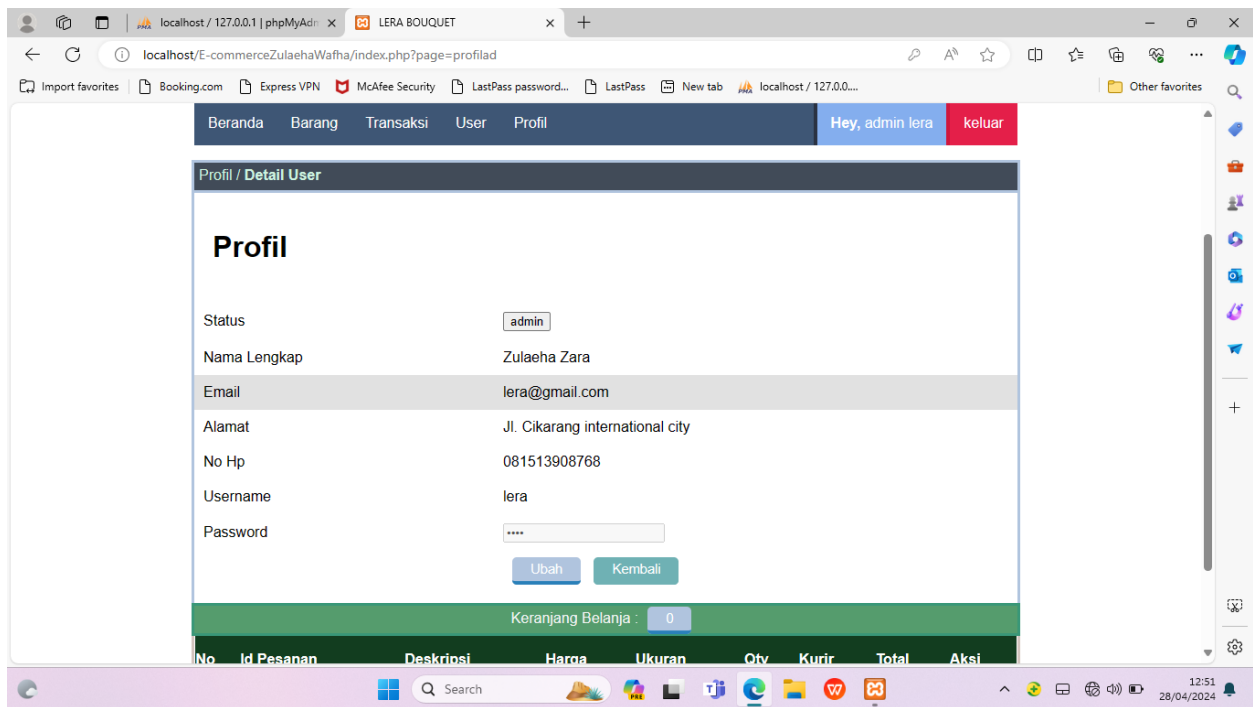 localhost / 127.0.0.1 | phpMyAdn
LERA BOUQUET
localhost/E-commerceZulaehaWafha/index.php?page=profilad
Import favorites Booking.com Express VPN McAfee Security LastPass password... LastPass New tab localhost / 127.0.0.... Other favorites
Beranda Barang Transaksi User Profil Hey, admin lera keluar
Profil / Detail User
Profil
Status admin
Nama Lengkap Zulaeha Zara
Email lera@gmail.com
Alamat Jl. Cikarang international city
No Hp 081513908768
Username lera
Password ••••
Ubah Kembali
Keranjang Belanja : 0
No Id Pesanan Deskripsi Harga Ukuran Qty Kurir Total Aksi
Search
12:51
28/04/2024